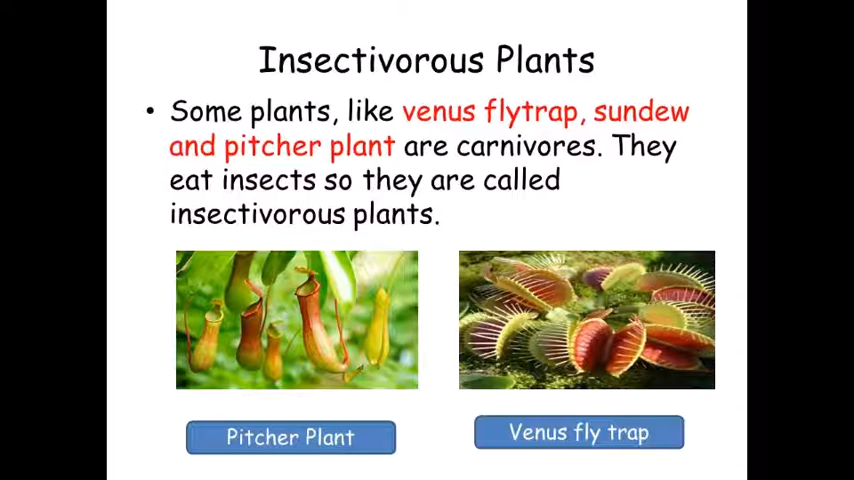 Insectivorous Plants
• Some plants, like venus flytrap, sundew
and pitcher plant are carnivores. They
eat insects so they are called
insectivorous plants.
Pitcher Plant
Venus fly trap